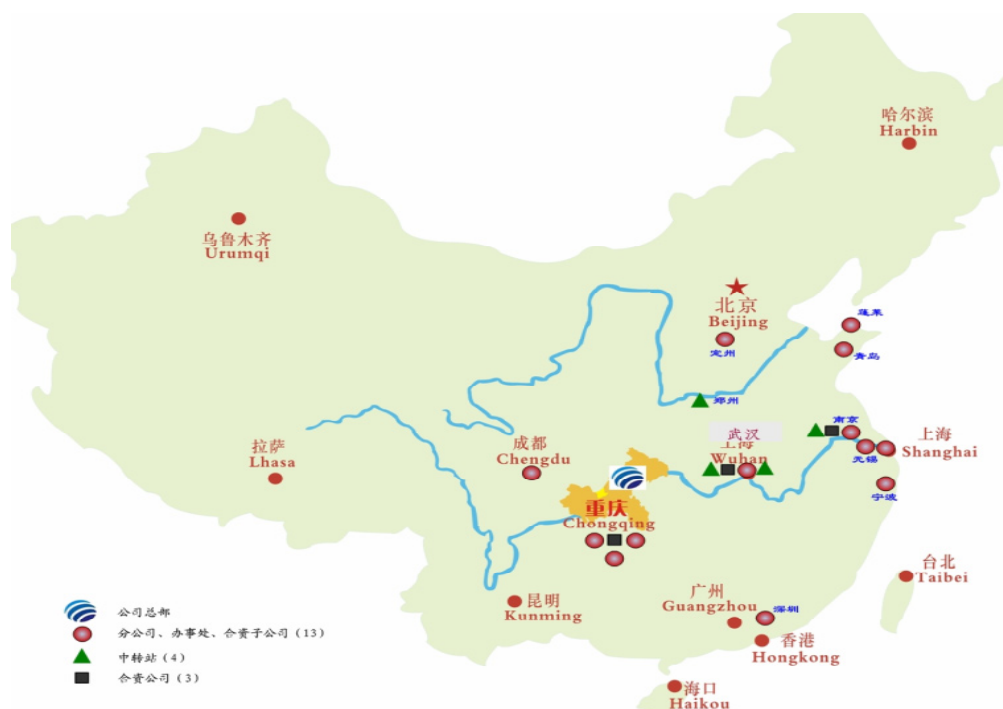 哈尔滨
Harbin
乌鲁木齐
Urumqi
北京
Beijing
定州
蓬莱
青岛
郑州
南京
无锡
上海
Shanghai
宁波
武汉
Wuhan
拉萨
Lhasa
成都
Chengdu
重庆
Chongqing
台北
Taibei
昆明
Kunming
广州
Guangzhou
深圳
香港
Hongkong
海口
Haikou
公司总部
分公司、办事处、合资子公司(13)
中转站(4)
合资公司(3)